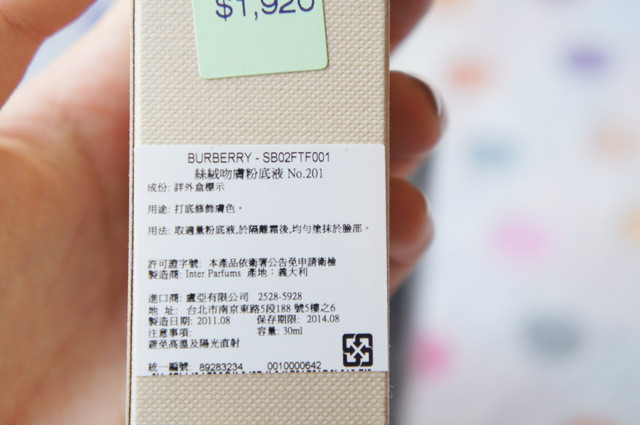 $1,920
BURBERRY - SB02FTF001
絲絨吻膚粉底液 No.201
成份: 詳外盒標示
用途: 打底修飾膚色。
用法: 取適量粉底液,於隔離霜後,均勻塗抹於臉部。
許可證字號: 本產品依衛署公告免申請衛檢
製造商: Inter Parfums 產地: 義大利
進口商: 盧亞有限公司 2528-5928
地 址: 台北市南京東路5段188 號5樓之6
製造日期: 2011.08 保存期限: 2014.08
注意事項: 容量: 30ml
避免高溫及陽光直射
統一編號: 89283234 0010000642